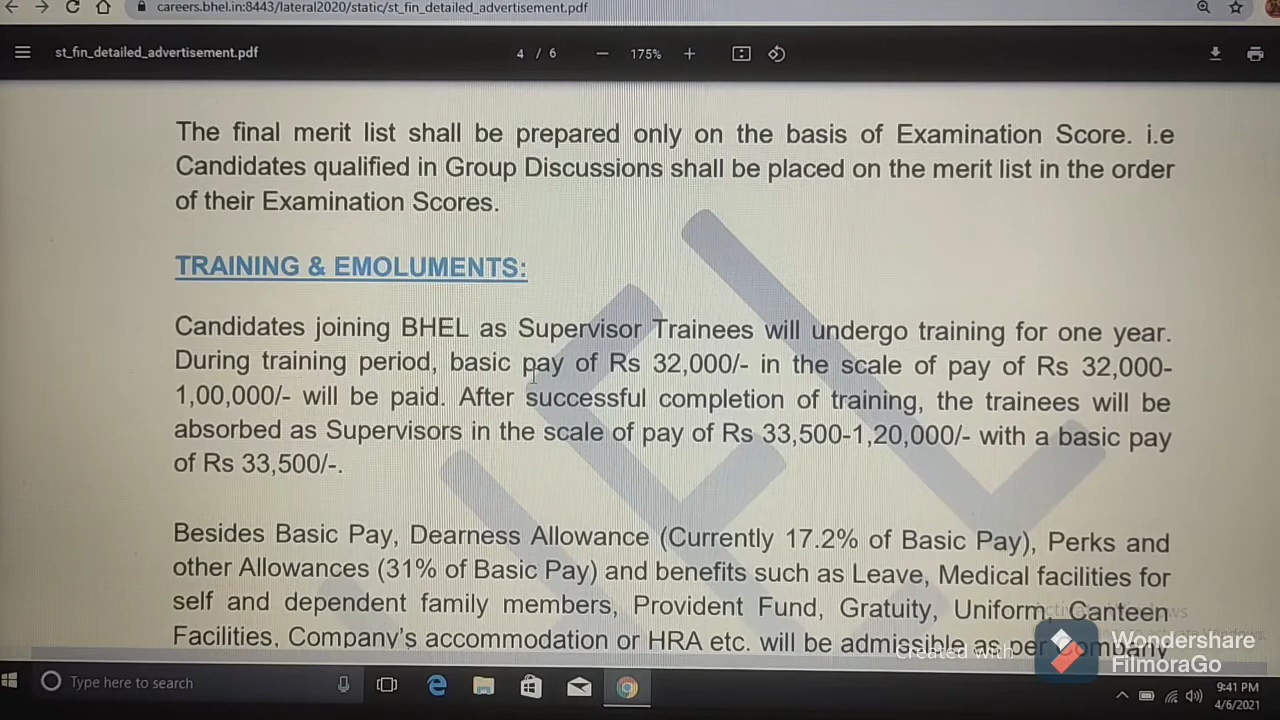 careers.bhel.in:8443/lateral2020/static/st_fin_detailed_advertisement.pdf
st_fin_detailed_advertisement.pdf
4 / 6
175%
The final merit list shall be prepared only on the basis of Examination Score. i.e
Candidates qualified in Group Discussions shall be placed on the merit list in the order
of their Examination Scores.
TRAINING & EMOLUMENTS:
Candidates joining BHEL as Supervisor Trainees will undergo training for one year.
During training period, basic pay of Rs 32,000/- in the scale of pay of Rs 32,000-
1,00,000/- will be paid. After successful completion of training, the trainees will be
absorbed as Supervisors in the scale of pay of Rs 33,500-1,20,000/- with a basic pay
of Rs 33,500/-.
Besides Basic Pay, Dearness Allowance (Currently 17.2% of Basic Pay), Perks and
other Allowances (31% of Basic Pay) and benefits such as Leave, Medical facilities for
self and dependent family members, Provident Fund, Gratuity, Uniform, Canteen
Facilities, Company's accommodation or HRA etc. will be admissible as per Company
Created with
Wondershare
FilmoraGo
Type here to search
9:41 PM
4/6/2021